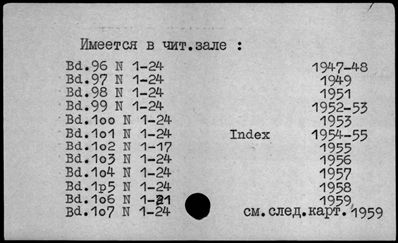 Имеется в чит.зале :
Bd.96 N 1-24 1947-48
Bd.97 N 1-24 1949
Bd.98 N 1-24 1951
Bd.99 N 1-24 1952-53
Bd.1oo N 1-24 1953
Bd.1o1 N 1-24 Index 1954-55
Bd.1o2 N 1-17 1955
Bd.1o3 N 1-24 1956
Bd.1o4 N 1-24 1957
Bd.1p5 N 1-24 1958
Bd.1o6 N 1-21 1959
Bd.1o7 N 1-24 см.след.карт. 1959